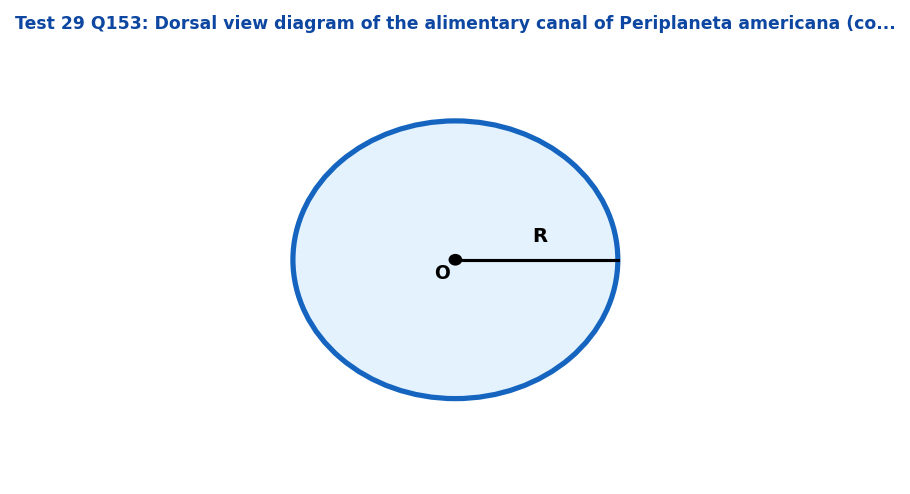 Test 29 Q153: Dorsal view diagram of the alimentary canal of Periplaneta americana (co...
R
O